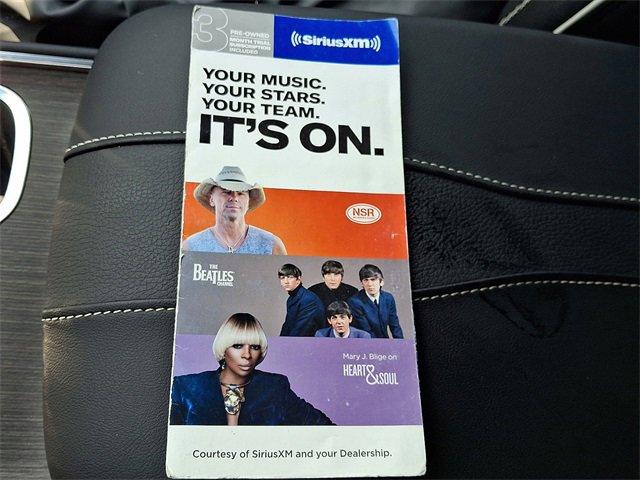 3 PRE-OWNED
MONTH TRIAL
SUBSCRIPTION
INCLUDED
((SiriusXM))
YOUR MUSIC.
YOUR STARS.
YOUR TEAM.
IT'S ON.
NSR
THE
BEATLES
CHANNEL
Mary J. Blige on
HEART&SOUL
Courtesy of SiriusXM and your Dealership.